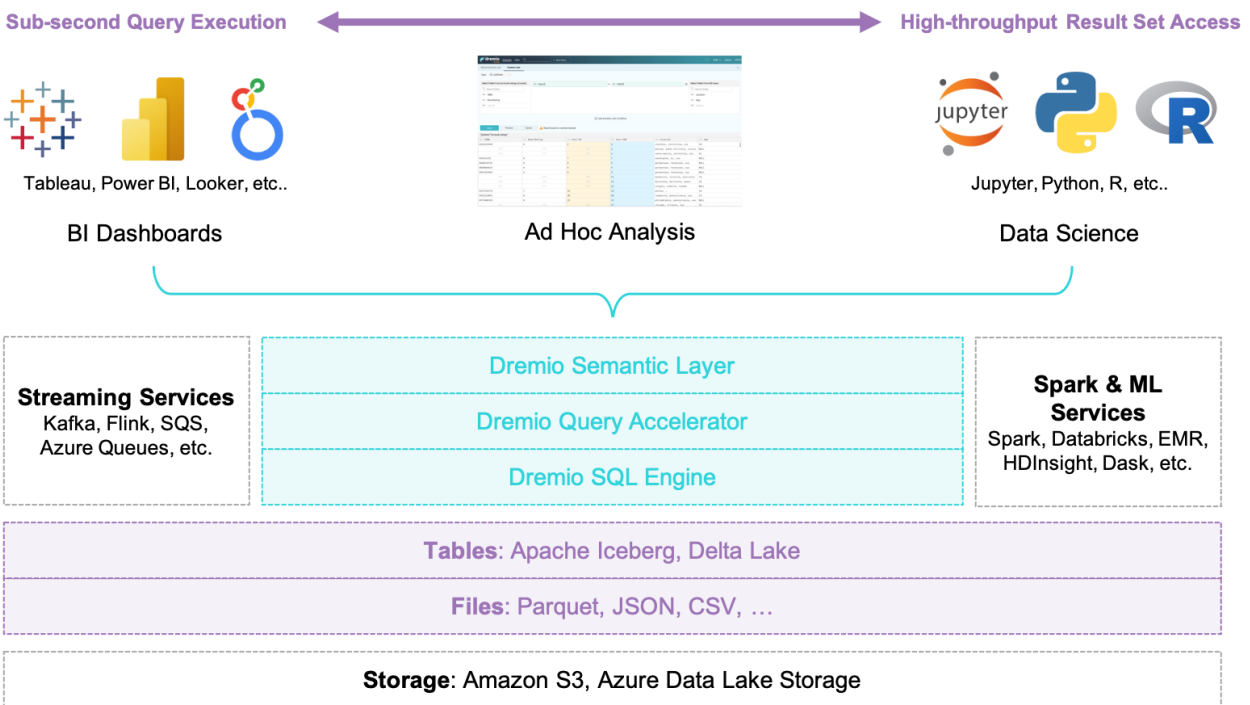 Sub-second Query Execution
High-throughput Result Set Access
jupyter
R
Tableau, Power BI, Looker, etc..
Jupyter, Python, R, etc..
BI Dashboards
Ad Hoc Analysis
Data Science
Streaming Services
Kafka, Flink, SQS,
Azure Queues, etc.
Dremio Semantic Layer
Dremio Query Accelerator
Dremio SQL Engine
Spark & ML
Services
Spark, Databricks, EMR,
HDInsight, Dask, etc.
Tables: Apache Iceberg, Delta Lake
Files: Parquet, JSON, CSV, …
Storage: Amazon S3, Azure Data Lake Storage